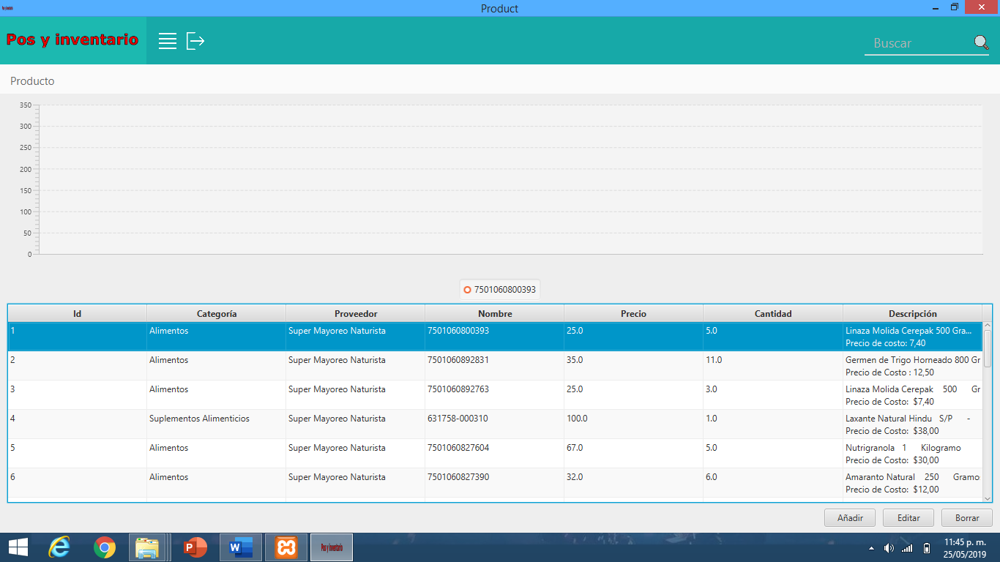 Pos y inventario
Product
Pos y inventario
Buscar
Producto
350
300
250
200
150
100
50
0
7501060800393
Id Categoría Proveedor Nombre Precio Cantidad Descripción
1 Alimentos Super Mayoreo Naturista 7501060800393 25.0 5.0 Linaza Molida Cerepak 500 Gra...
Precio de costo: 7,40
2 Alimentos Super Mayoreo Naturista 7501060892831 35.0 11.0 Germen de Trigo Horneado 800 Gr
Precio de Costo : 12,50
3 Alimentos Super Mayoreo Naturista 7501060892763 25.0 3.0 Linaza Molida Cerepak 500 Gr
Precio de Costo: $7,40
4 Suplementos Alimenticios Super Mayoreo Naturista 631758-000310 100.0 1.0 Laxante Natural Hindu S/P -
Precio de Costo: $38,00
5 Alimentos Super Mayoreo Naturista 7501060827604 67.0 5.0 Nutrigranola 1 Kilogramo
Precio de Costo: $30,00
6 Alimentos Super Mayoreo Naturista 7501060827390 32.0 6.0 Amaranto Natural 250 Gramo
Precio de Costo: $12,00
Añadir Editar Borrar
Pos y inventario
11:45 p. m.
25/05/2019